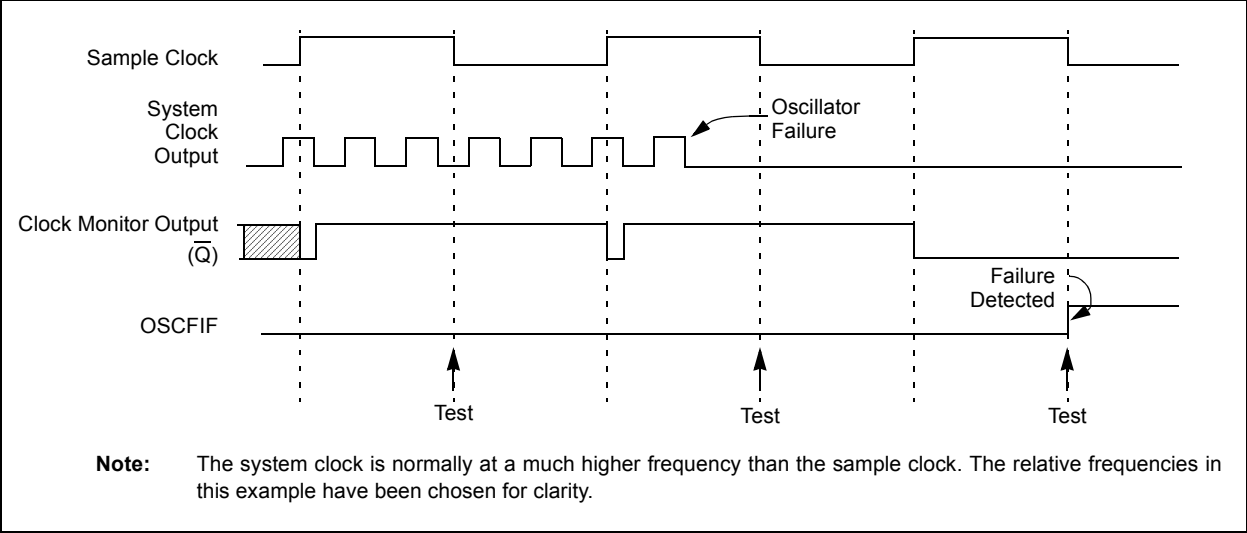 Sample Clock
System
Clock
Output
Oscillator
Failure
Clock Monitor Output
(Q̅)
Failure
Detected
OSCFIF
Test
Test
Test
Note: The system clock is normally at a much higher frequency than the sample clock. The relative frequencies in
this example have been chosen for clarity.